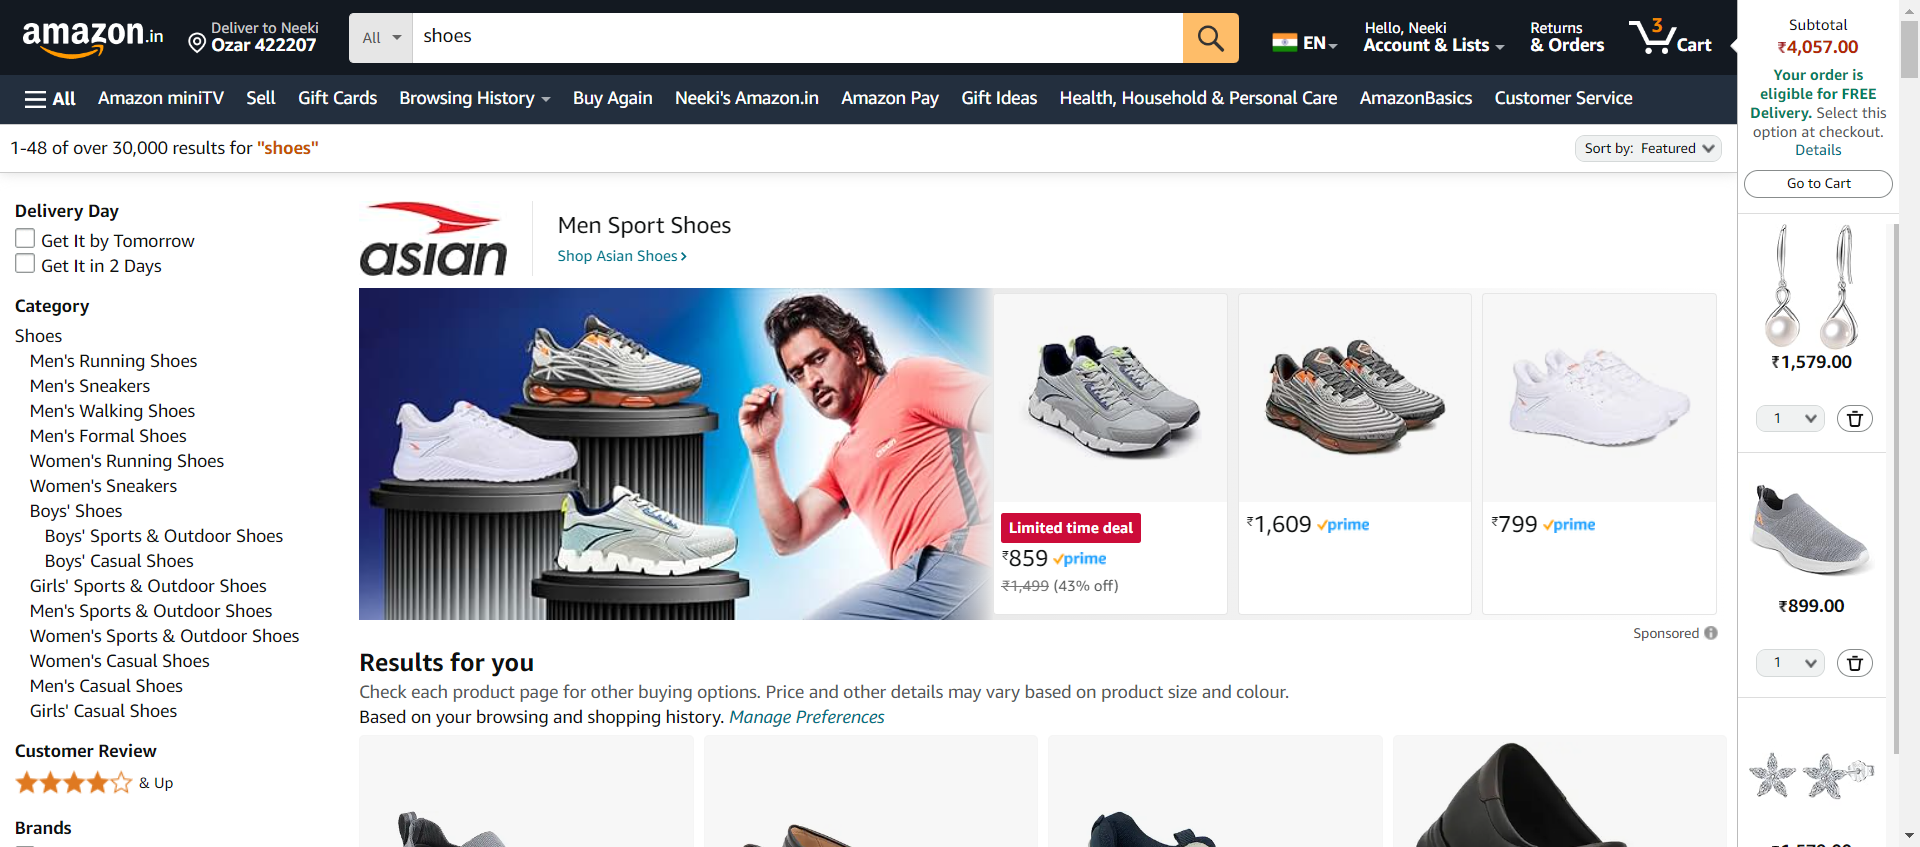 amazon.in
Deliver to Neeki
Ozar 422207
All
shoes
EN
Hello, Neeki
Account & Lists
Returns
& Orders
3
Cart
All
Amazon miniTV
Sell
Gift Cards
Browsing History
Buy Again
Neeki's Amazon.in
Amazon Pay
Gift Ideas
Health, Household & Personal Care
AmazonBasics
Customer Service
1-48 of over 30,000 results for "shoes"
Sort by: Featured
Delivery Day
Get It by Tomorrow
Get It in 2 Days
Category
Shoes
Men's Running Shoes
Men's Sneakers
Men's Walking Shoes
Men's Formal Shoes
Women's Running Shoes
Women's Sneakers
Boys' Shoes
Boys' Sports & Outdoor Shoes
Boys' Casual Shoes
Girls' Sports & Outdoor Shoes
Men's Sports & Outdoor Shoes
Women's Sports & Outdoor Shoes
Women's Casual Shoes
Men's Casual Shoes
Girls' Casual Shoes
Customer Review
& Up
Brands
asian
Men Sport Shoes
Shop Asian Shoes
Limited time deal
₹859 prime
₹1,499 (43% off)
₹1,609 prime
₹799 prime
Sponsored
Results for you
Check each product page for other buying options. Price and other details may vary based on product size and colour.
Based on your browsing and shopping history. Manage Preferences
Subtotal
₹4,057.00
Your order is
eligible for FREE
Delivery. Select this
option at checkout.
Details
Go to Cart
₹1,579.00
1
₹899.00
1